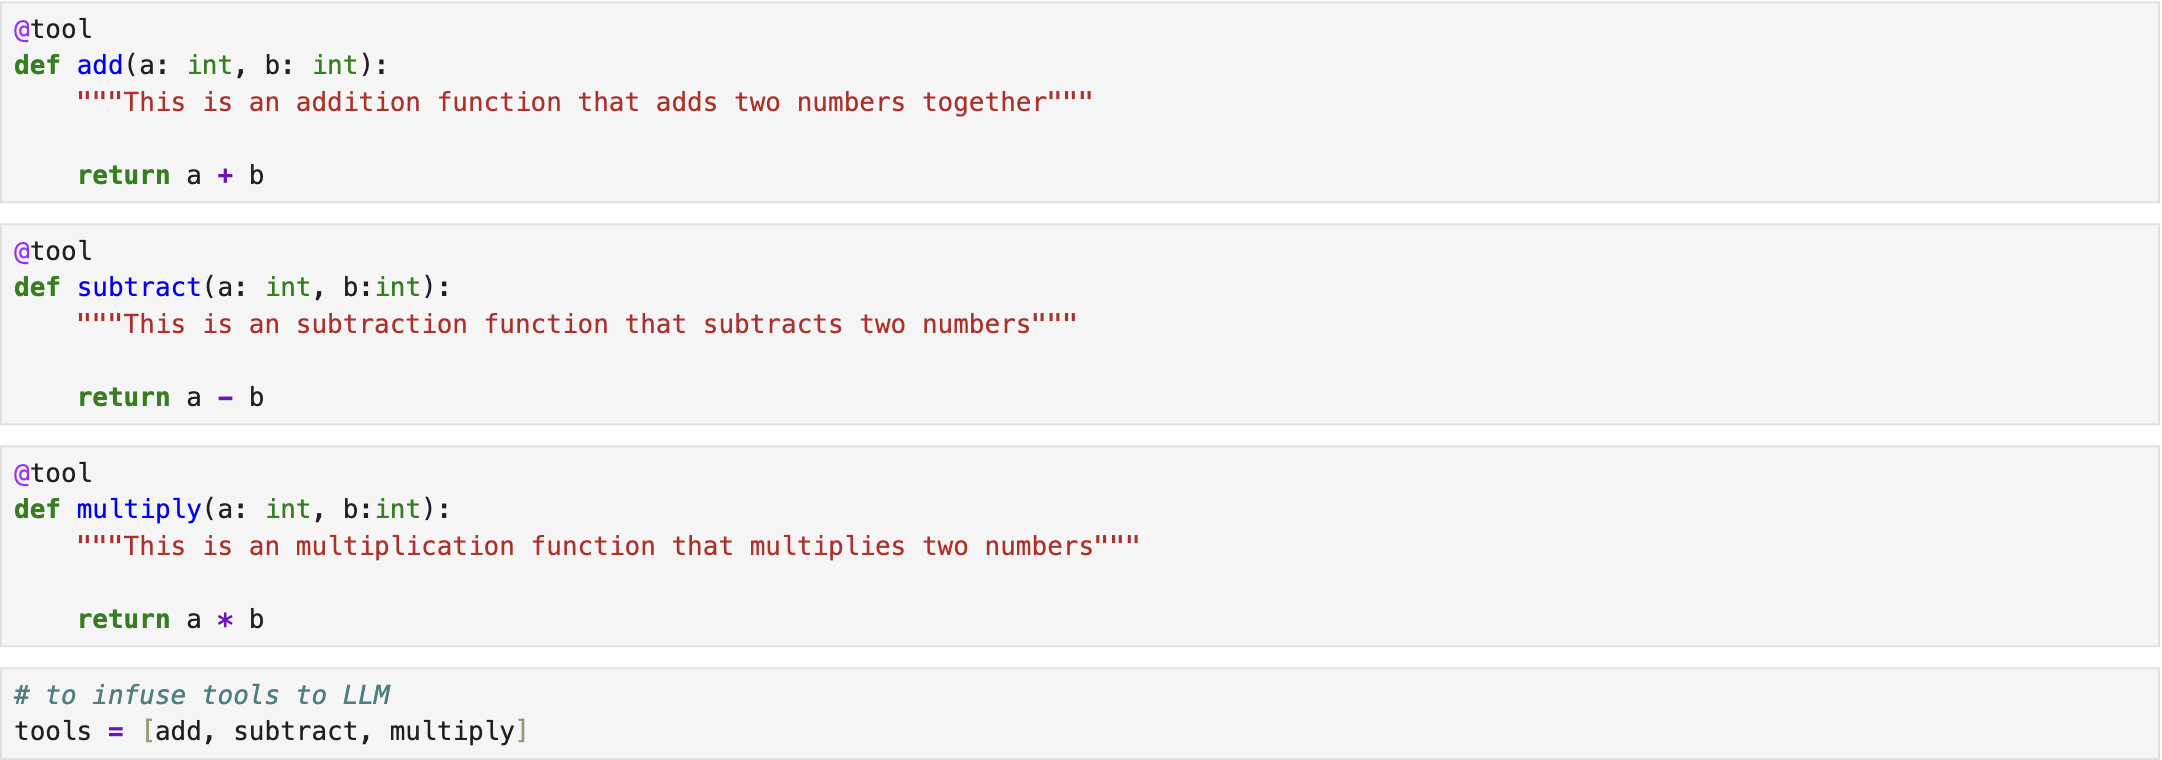 @tool
def add(a: int, b: int):
    """This is an addition function that adds two numbers together"""
    return a + b
@tool
def subtract(a: int, b:int):
    """This is an subtraction function that subtracts two numbers"""
    return a - b
@tool
def multiply(a: int, b:int):
    """This is an multiplication function that multiplies two numbers"""
    return a * b
# to infuse tools to LLM
tools = [add, subtract, multiply]